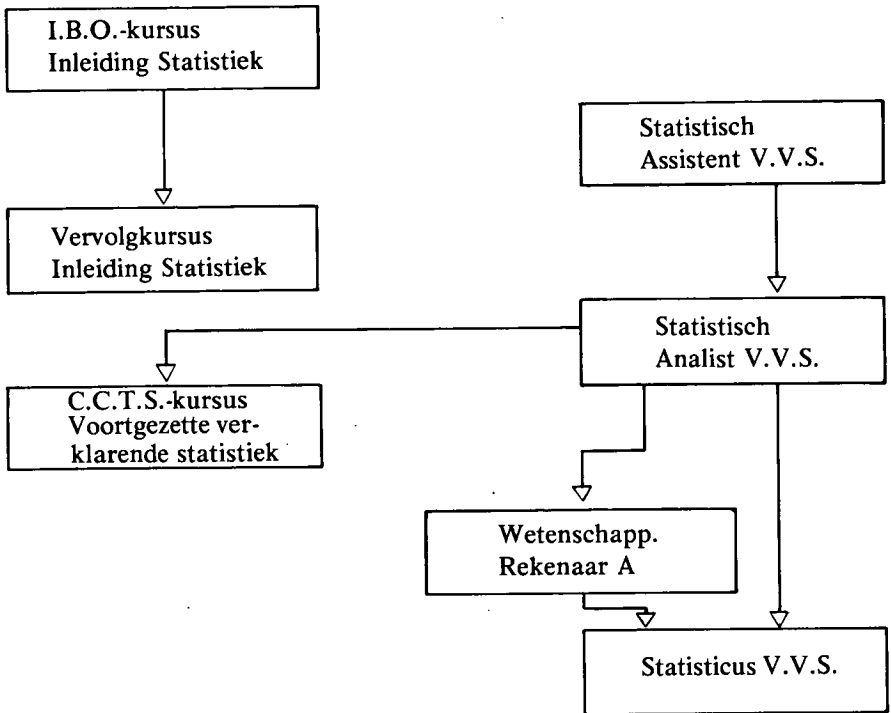 I.B.O.-kursus
Inleiding Statistiek
Statistisch
Assistent V.V.S.
Vervolgkursus
Inleiding Statistiek
Statistisch
Analist V.V.S.
C.C.T.S.-kursus
Voortgezette ver-
klarende statistiek
Wetenschapp.
Rekenaar A
Statisticus V.V.S.